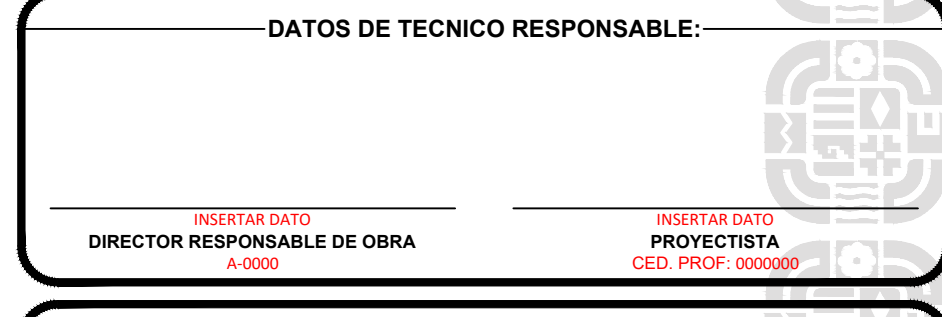 DATOS DE TECNICO RESPONSABLE:
INSERTAR DATO
DIRECTOR RESPONSABLE DE OBRA
A-0000
INSERTAR DATO
PROYECTISTA
CED. PROF: 0000000